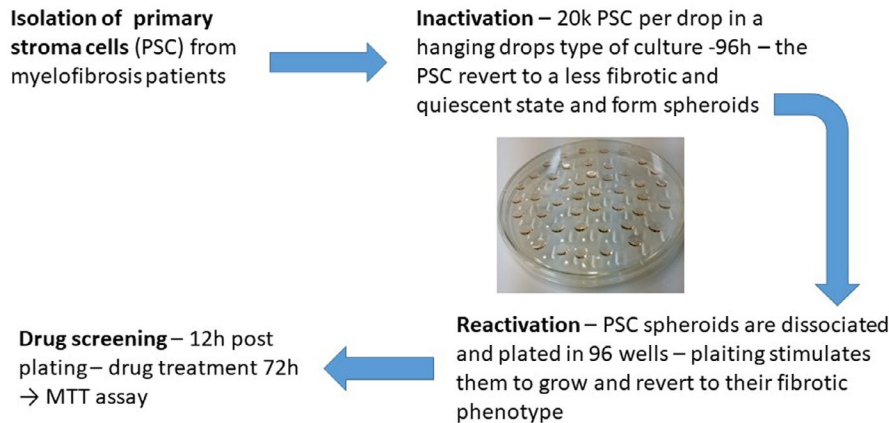 Isolation of primary
stroma cells (PSC) from
myelofibrosis patients
Inactivation – 20k PSC per drop in a
hanging drops type of culture -96h – the
PSC revert to a less fibrotic and
quiescent state and form spheroids
Reactivation – PSC spheroids are dissociated
and plated in 96 wells – plaiting stimulates
them to grow and revert to their fibrotic
phenotype
Drug screening – 12h post
plating – drug treatment 72h
→ MTT assay